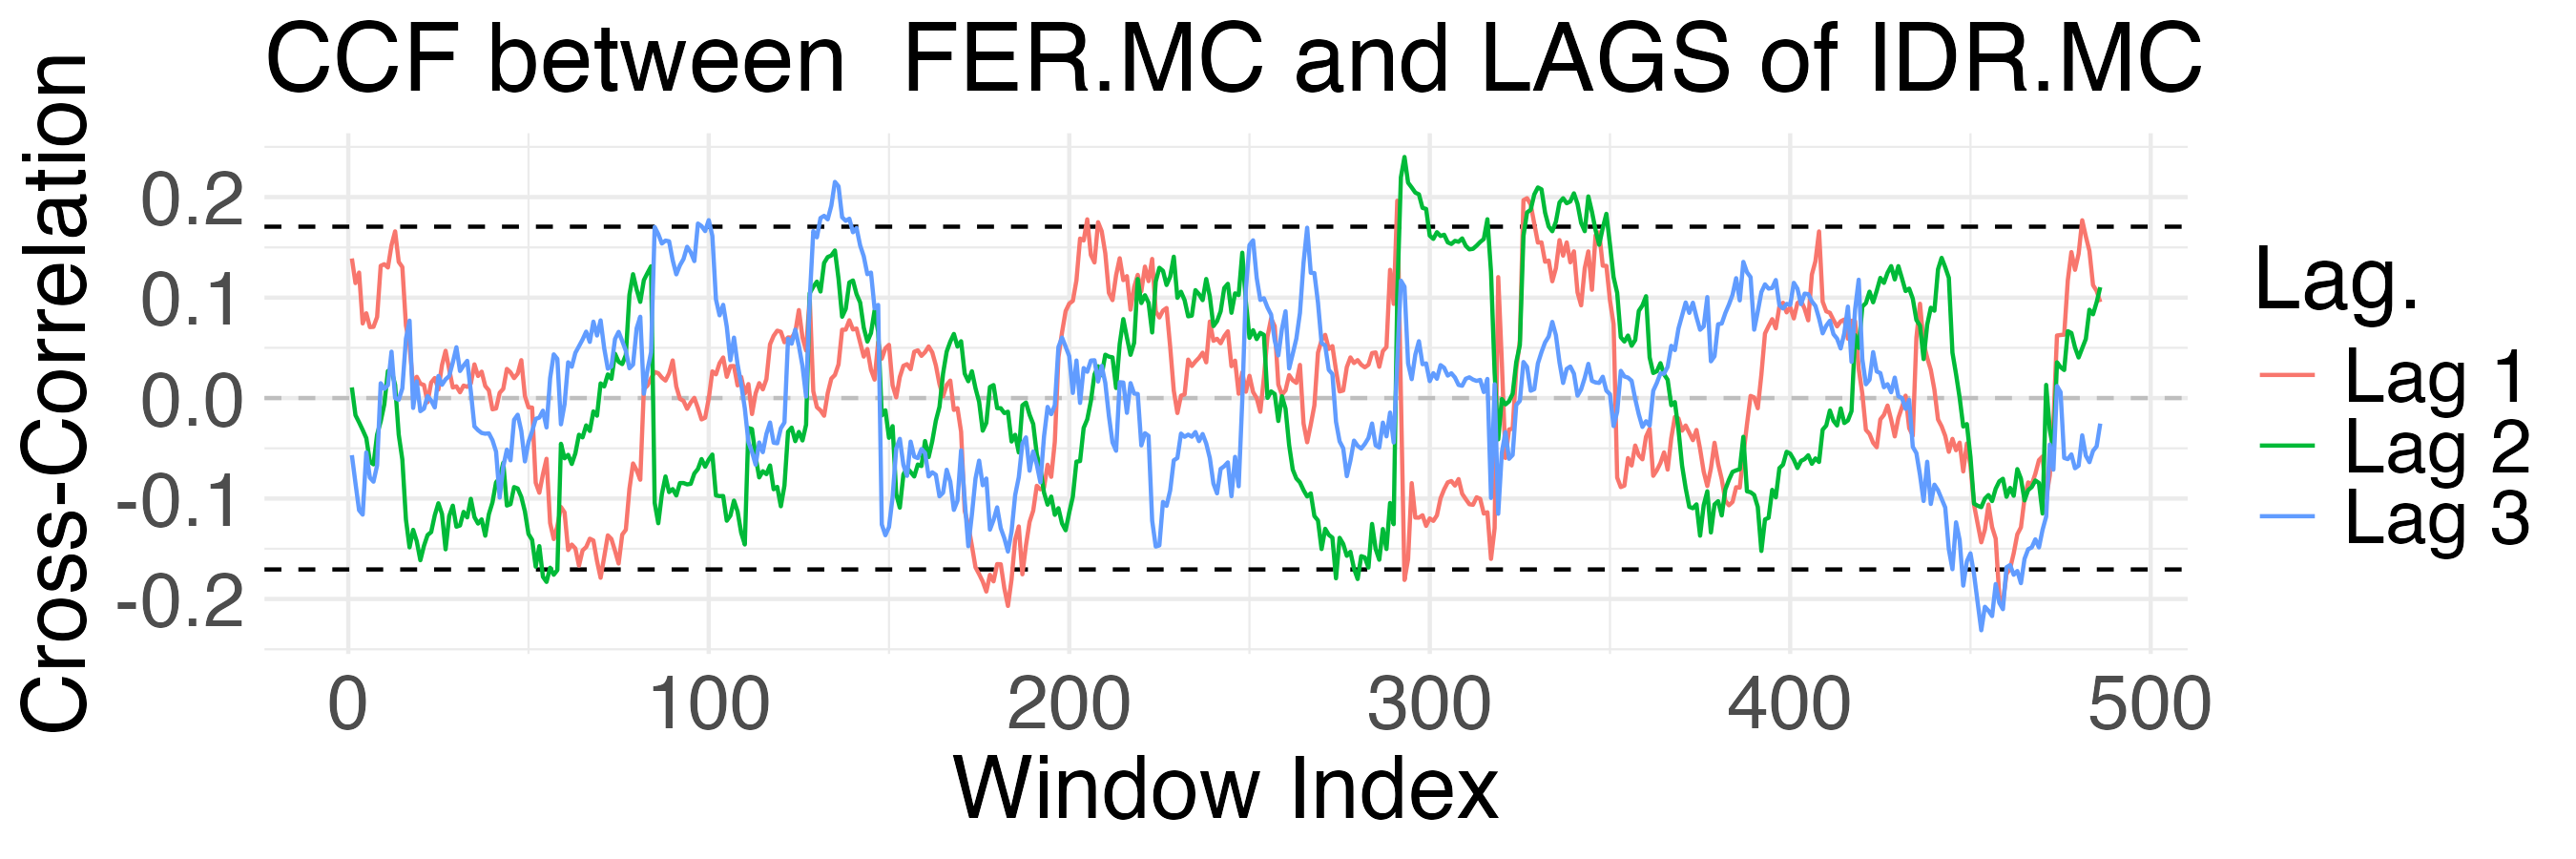 CCF between  FER.MC and LAGS of IDR.MC
Cross-Correlation
0.2
0.1
0.0
-0.1
-0.2
0 100 200 300 400 500
Window Index
Lag.
Lag 1
Lag 2
Lag 3